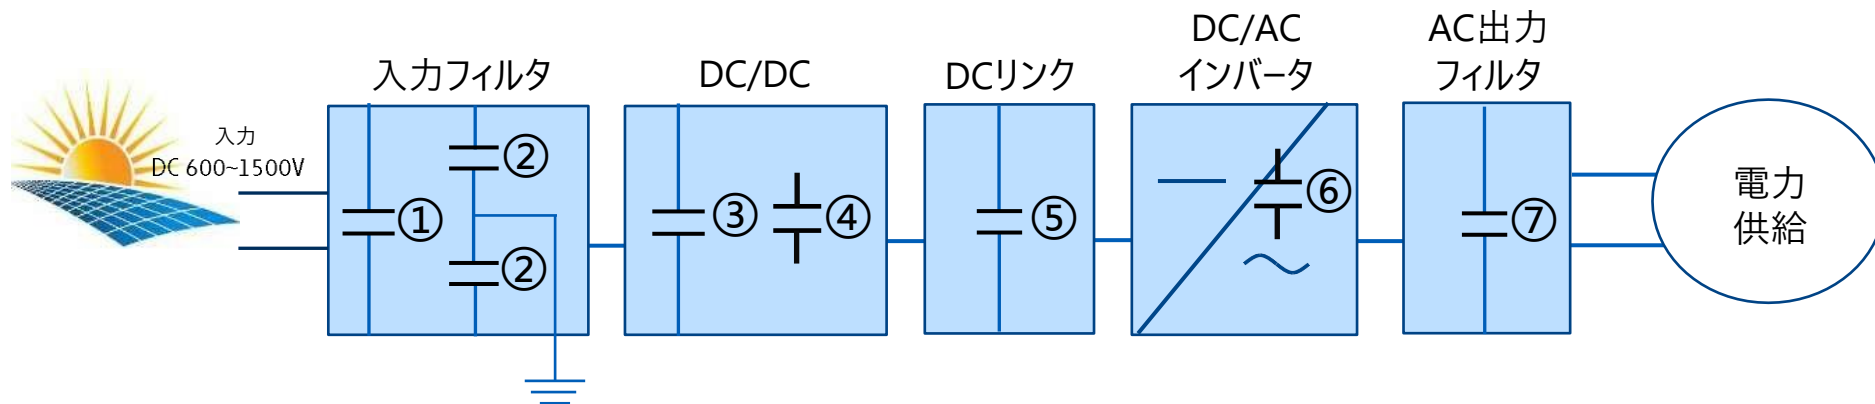 入力
DC 600~1500V
入力フィルタ
①
②
②
DC/DC
③
④
DCリンク
⑤
DC/AC
インバータ
⑥
AC出力
フィルタ
⑦
電力
供給